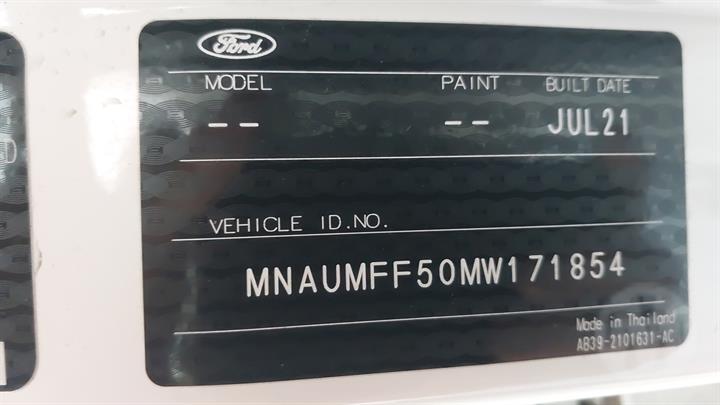 Ford
MODEL PAINT BUILT DATE
-- -- JUL21
VEHICLE ID.NO.
MNAUMFF50MW171854
Made in Thailand
AB39-2101631-AC
D